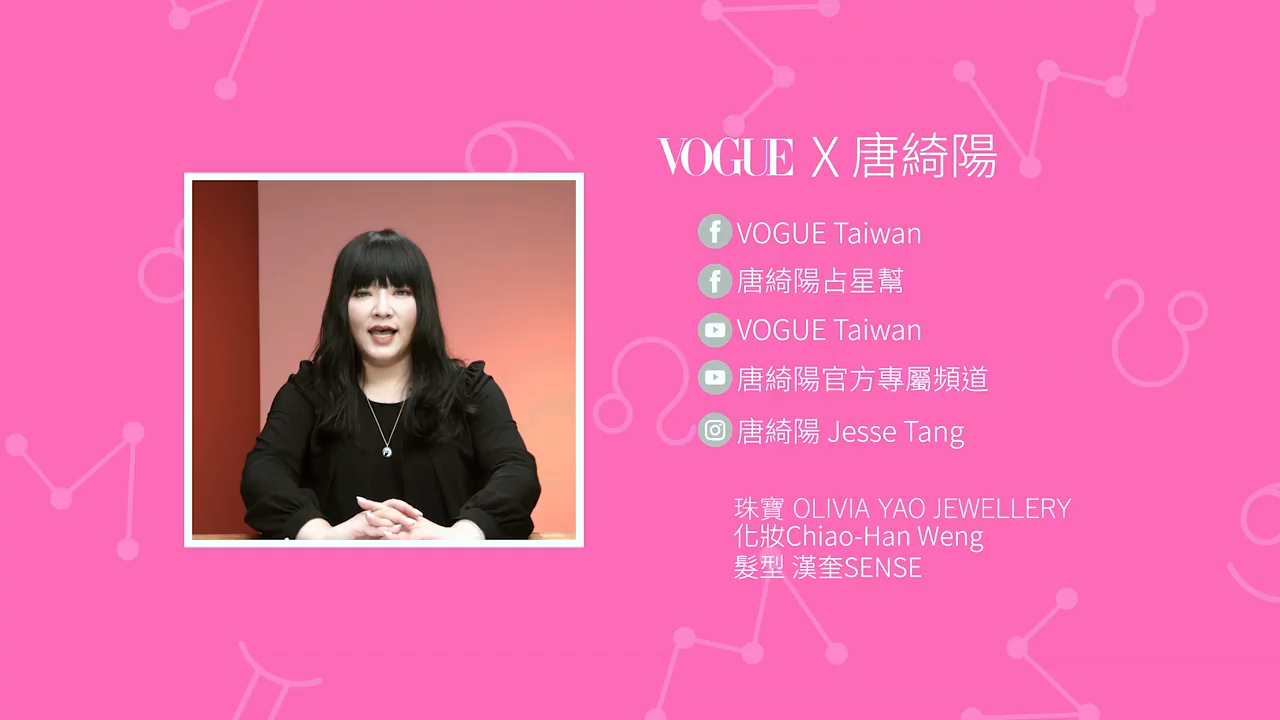 VOGUE X 唐綺陽
VOGUE Taiwan
唐綺陽占星幫
VOGUE Taiwan
唐綺陽官方專屬頻道
唐綺陽 Jesse Tang
珠寶 OLIVIA YAO JEWELLERY
化妝Chiao-Han Weng
髮型 漢奎SENSE